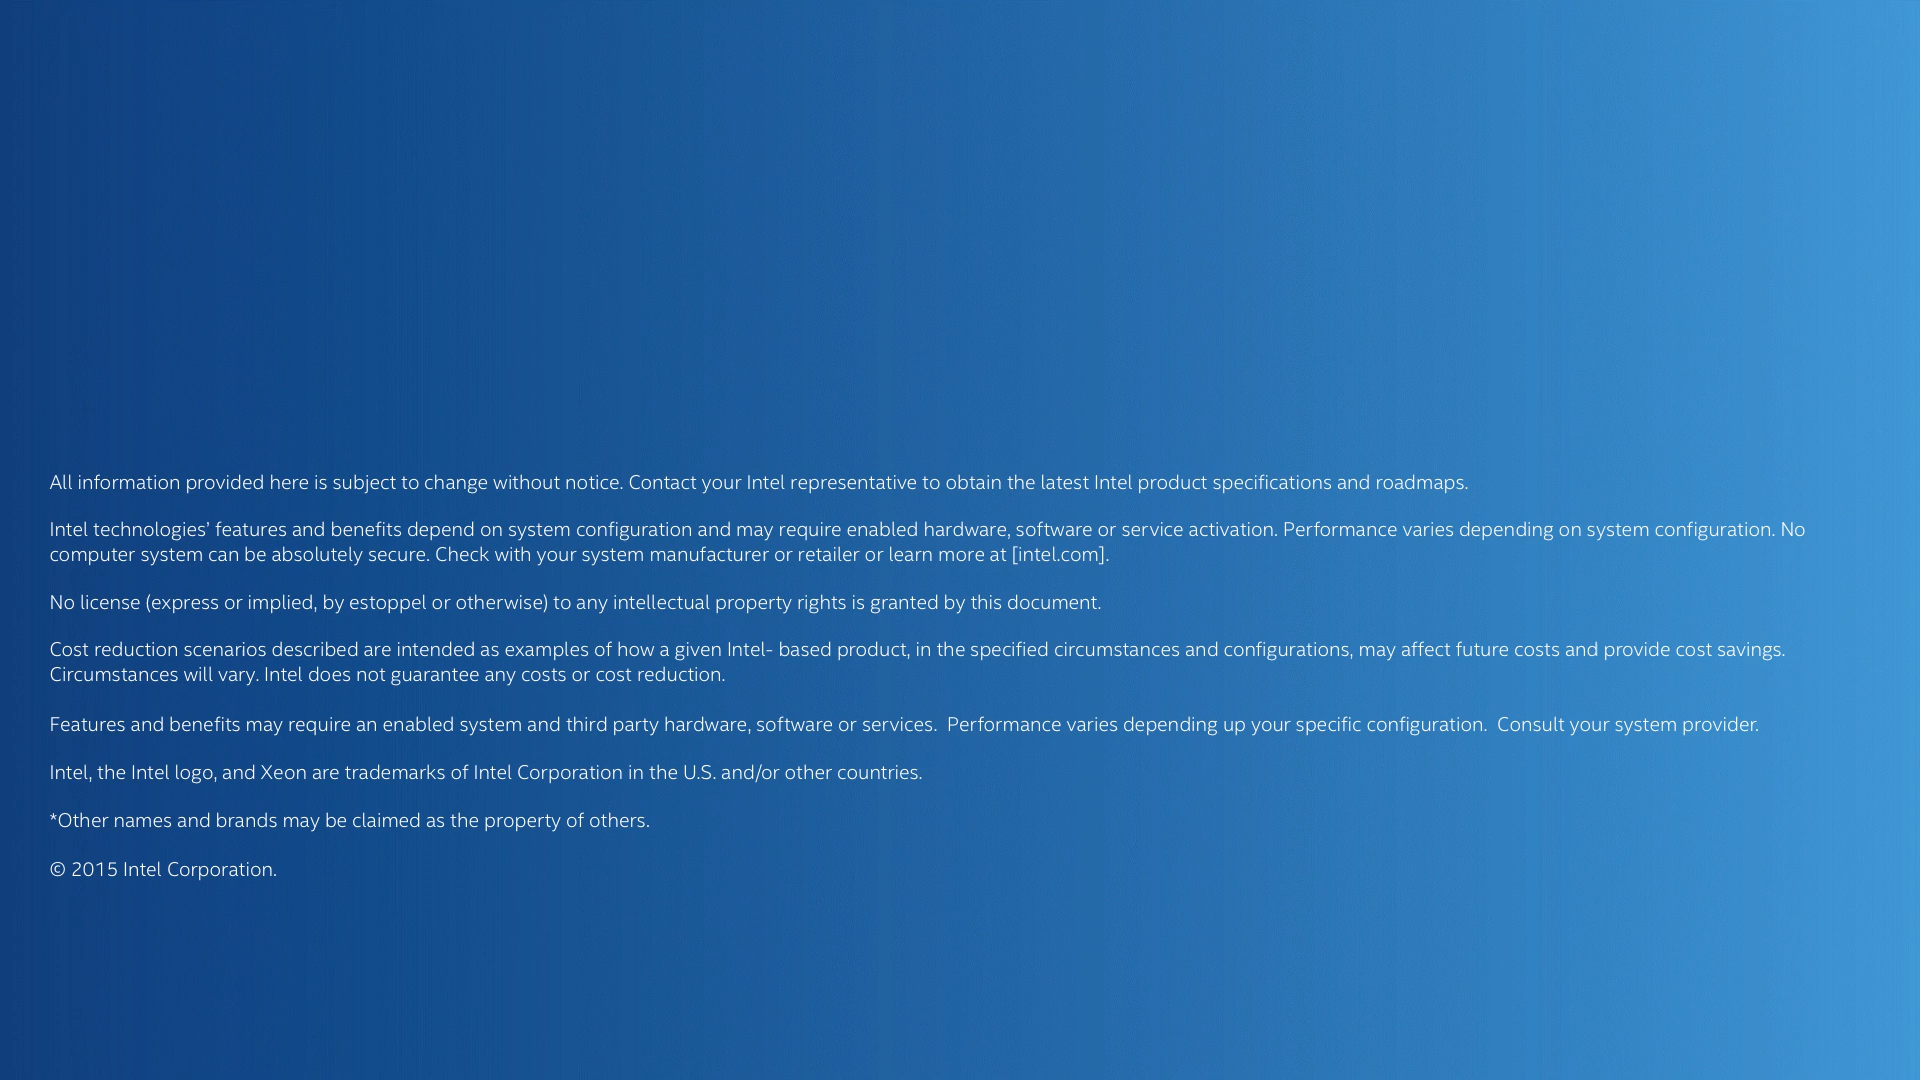 All information provided here is subject to change without notice. Contact your Intel representative to obtain the latest Intel product specifications and roadmaps.
Intel technologies’ features and benefits depend on system configuration and may require enabled hardware, software or service activation. Performance varies depending on system configuration. No
computer system can be absolutely secure. Check with your system manufacturer or retailer or learn more at [intel.com].
No license (express or implied, by estoppel or otherwise) to any intellectual property rights is granted by this document.
Cost reduction scenarios described are intended as examples of how a given Intel- based product, in the specified circumstances and configurations, may affect future costs and provide cost savings.
Circumstances will vary. Intel does not guarantee any costs or cost reduction.
Features and benefits may require an enabled system and third party hardware, software or services.  Performance varies depending up your specific configuration.  Consult your system provider.
Intel, the Intel logo, and Xeon are trademarks of Intel Corporation in the U.S. and/or other countries.
*Other names and brands may be claimed as the property of others.
© 2015 Intel Corporation.